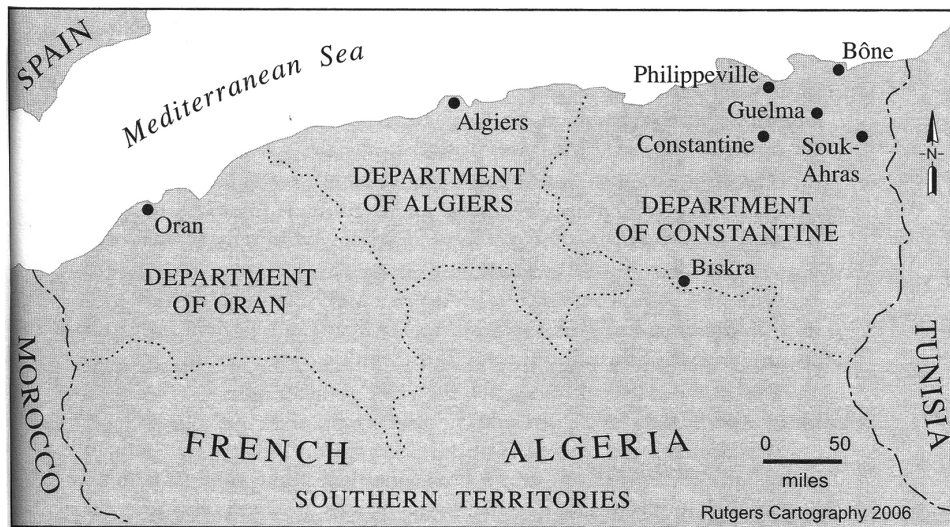 SPAIN
Mediterranean Sea
Bône
Philippeville
Guelma
Algiers
Constantine
Souk-
Ahras
-N-
DEPARTMENT
OF ALGIERS
DEPARTMENT
OF CONSTANTINE
Oran
Biskra
DEPARTMENT
OF ORAN
MOROCCO
TUNISIA
FRENCH ALGERIA
0 50
miles
SOUTHERN TERRITORIES
Rutgers Cartography 2006